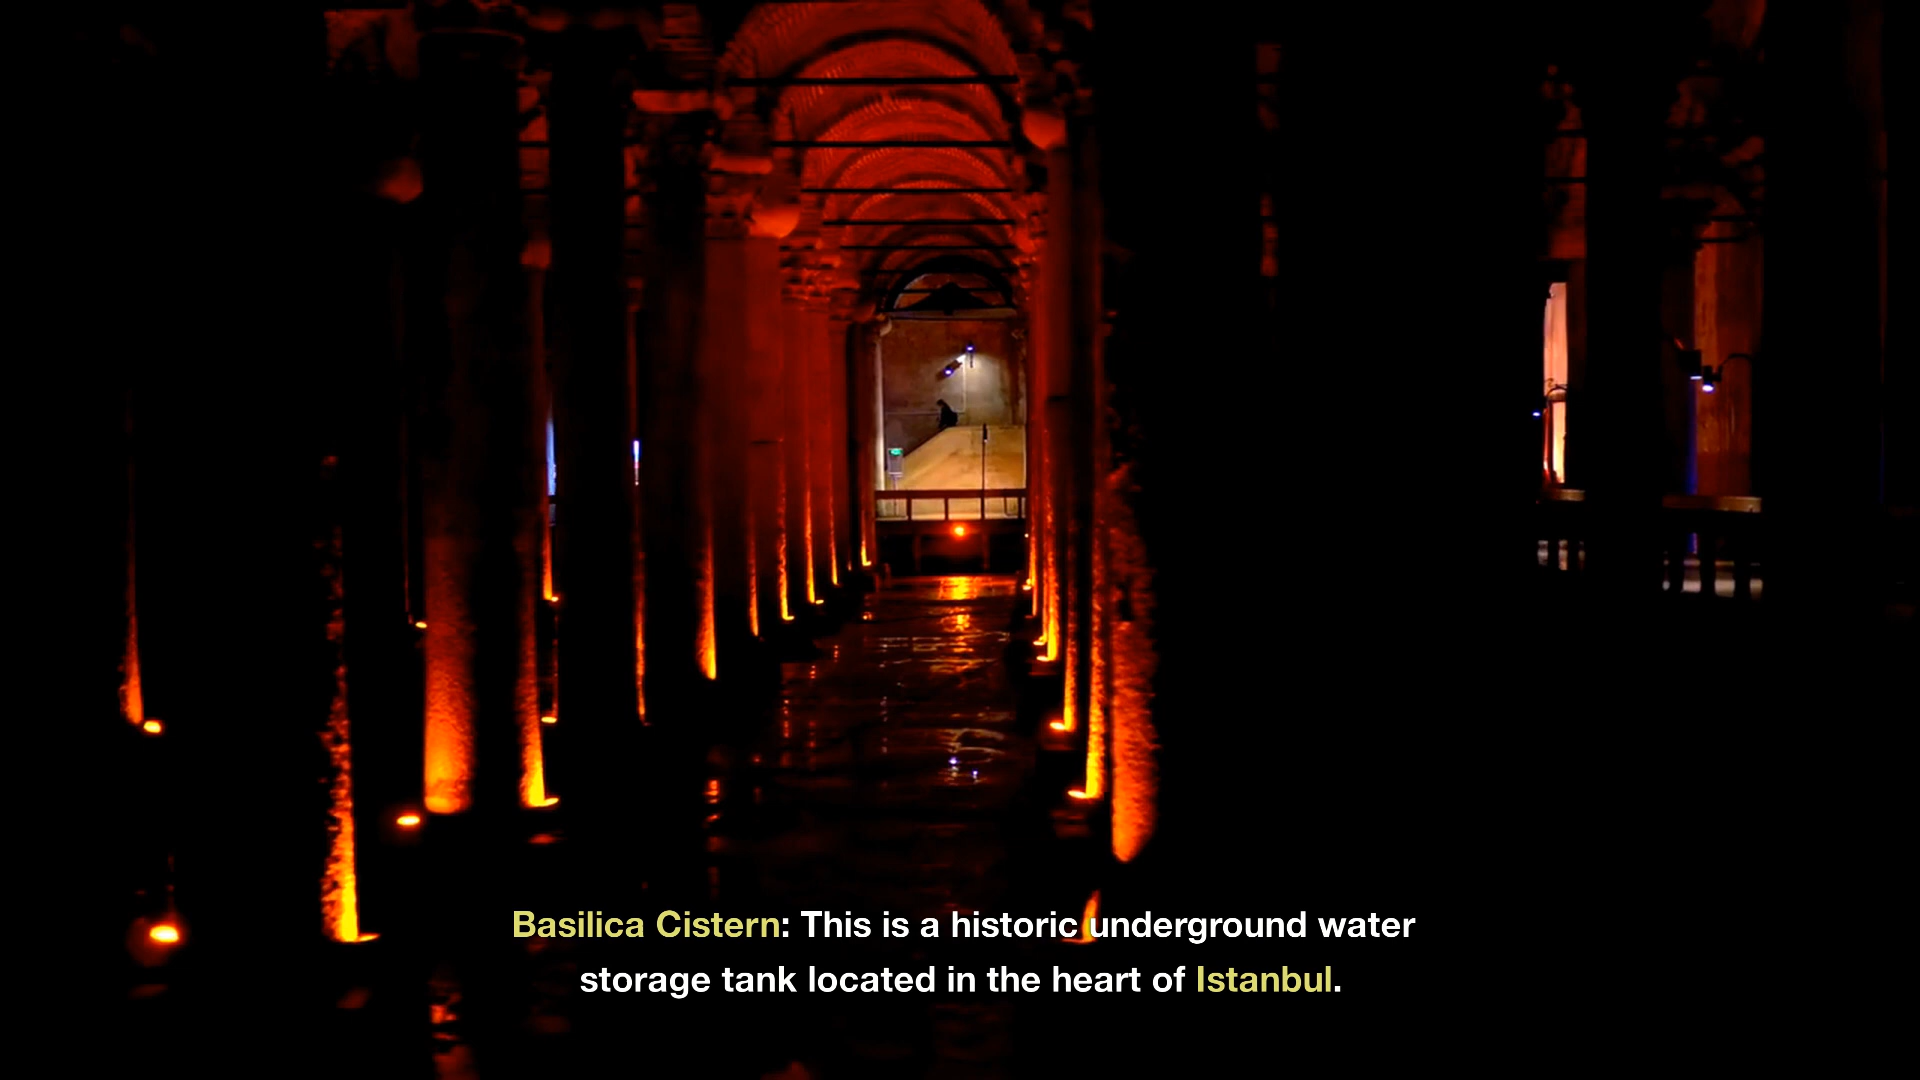 Basilica Cistern: This is a historic underground water
storage tank located in the heart of Istanbul.